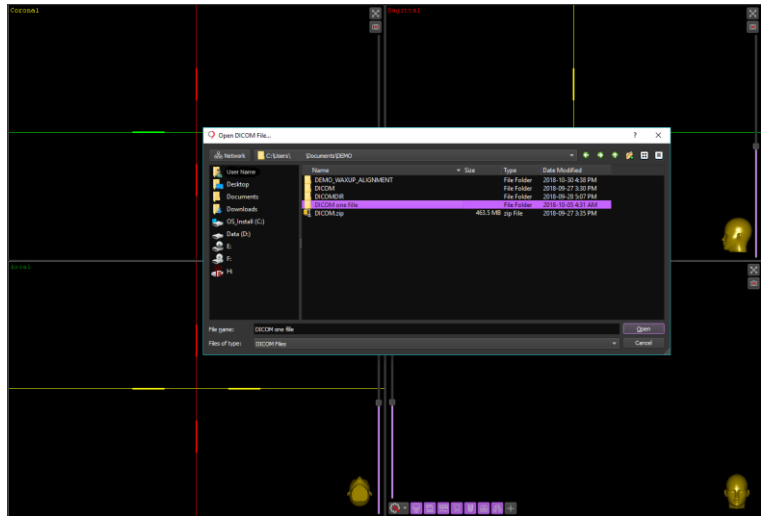 Coronal
Sagittal
Open DICOM File...
Network C:\Users\ \Documents\DEMO
User Name
Desktop
Documents
Downloads
OS_Install (C:)
Data (D:)
E:
F:
H:
Name Size Type Date Modified
DEMO_WAXUP_ALIGNMENT File Folder 2018-10-30 4:38 PM
DICOM File Folder 2018-09-27 3:30 PM
DICOMDIR File Folder 2018-09-28 5:07 PM
DICOM one file File Folder 2018-10-05 4:31 AM
DICOM.zip 463.5 MB zip File 2018-09-27 3:35 PM
File name: DICOM one file Open
Files of type: DICOM Files Cancel
Axial